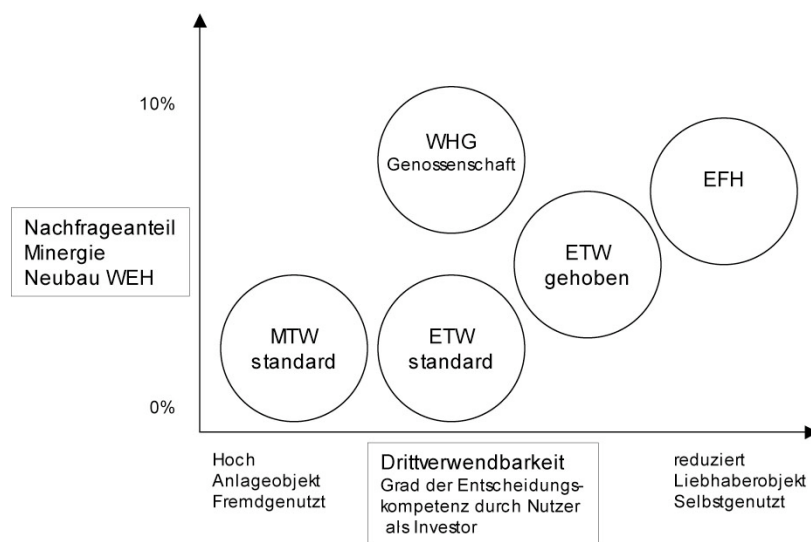 10%
WHG
Genossenschaft
EFH
Nachfrageanteil
Minergie
Neubau WEH
ETW
gehoben
MTW
standard
ETW
standard
0%
Hoch
Anlageobjekt
Fremdgenutzt
Drittverwendbarkeit
Grad der Entscheidungs-
kompetenz durch Nutzer
als Investor
reduziert
Liebhaberobjekt
Selbstgenutzt